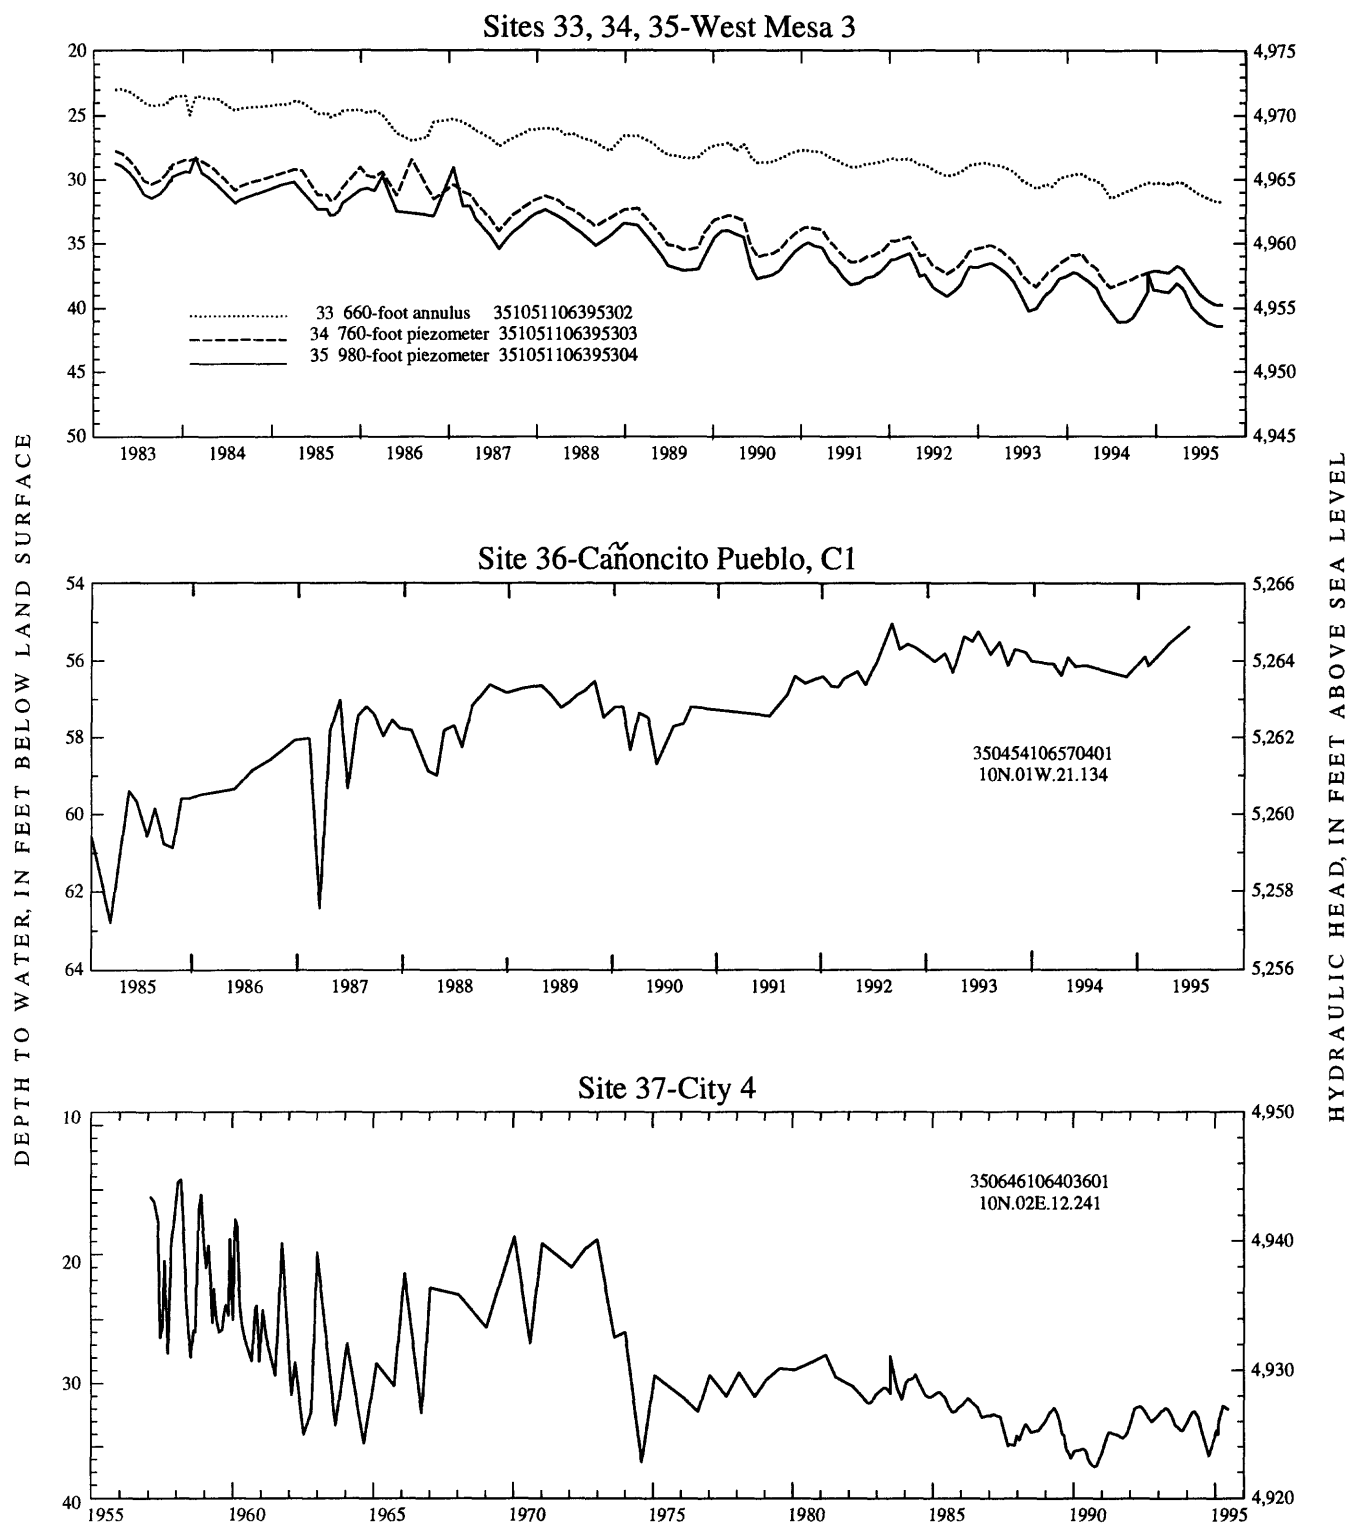 DEPTH TO WATER, IN FEET BELOW LAND SURFACE
HYDRAULIC HEAD, IN FEET ABOVE SEA LEVEL
Sites 33, 34, 35-West Mesa 3
20 4,975
25 4,970
30 4,965
35 4,960
40 4,955
45 4,950
50 4,945
33 660-foot annulus 351051106395302
34 760-foot piezometer 351051106395303
35 980-foot piezometer 351051106395304
1983 1984 1985 1986 1987 1988 1989 1990 1991 1992 1993 1994 1995
Site 36-Cañoncito Pueblo, C1
54 5,266
56 5,264
58 5,262
60 5,260
62 5,258
64 5,256
350454106570401
10N.01W.21.134
1985 1986 1987 1988 1989 1990 1991 1992 1993 1994 1995
Site 37-City 4
10 4,950
20 4,940
30 4,930
40 4,920
350646106403601
10N.02E.12.241
1955 1960 1965 1970 1975 1980 1985 1990 1995